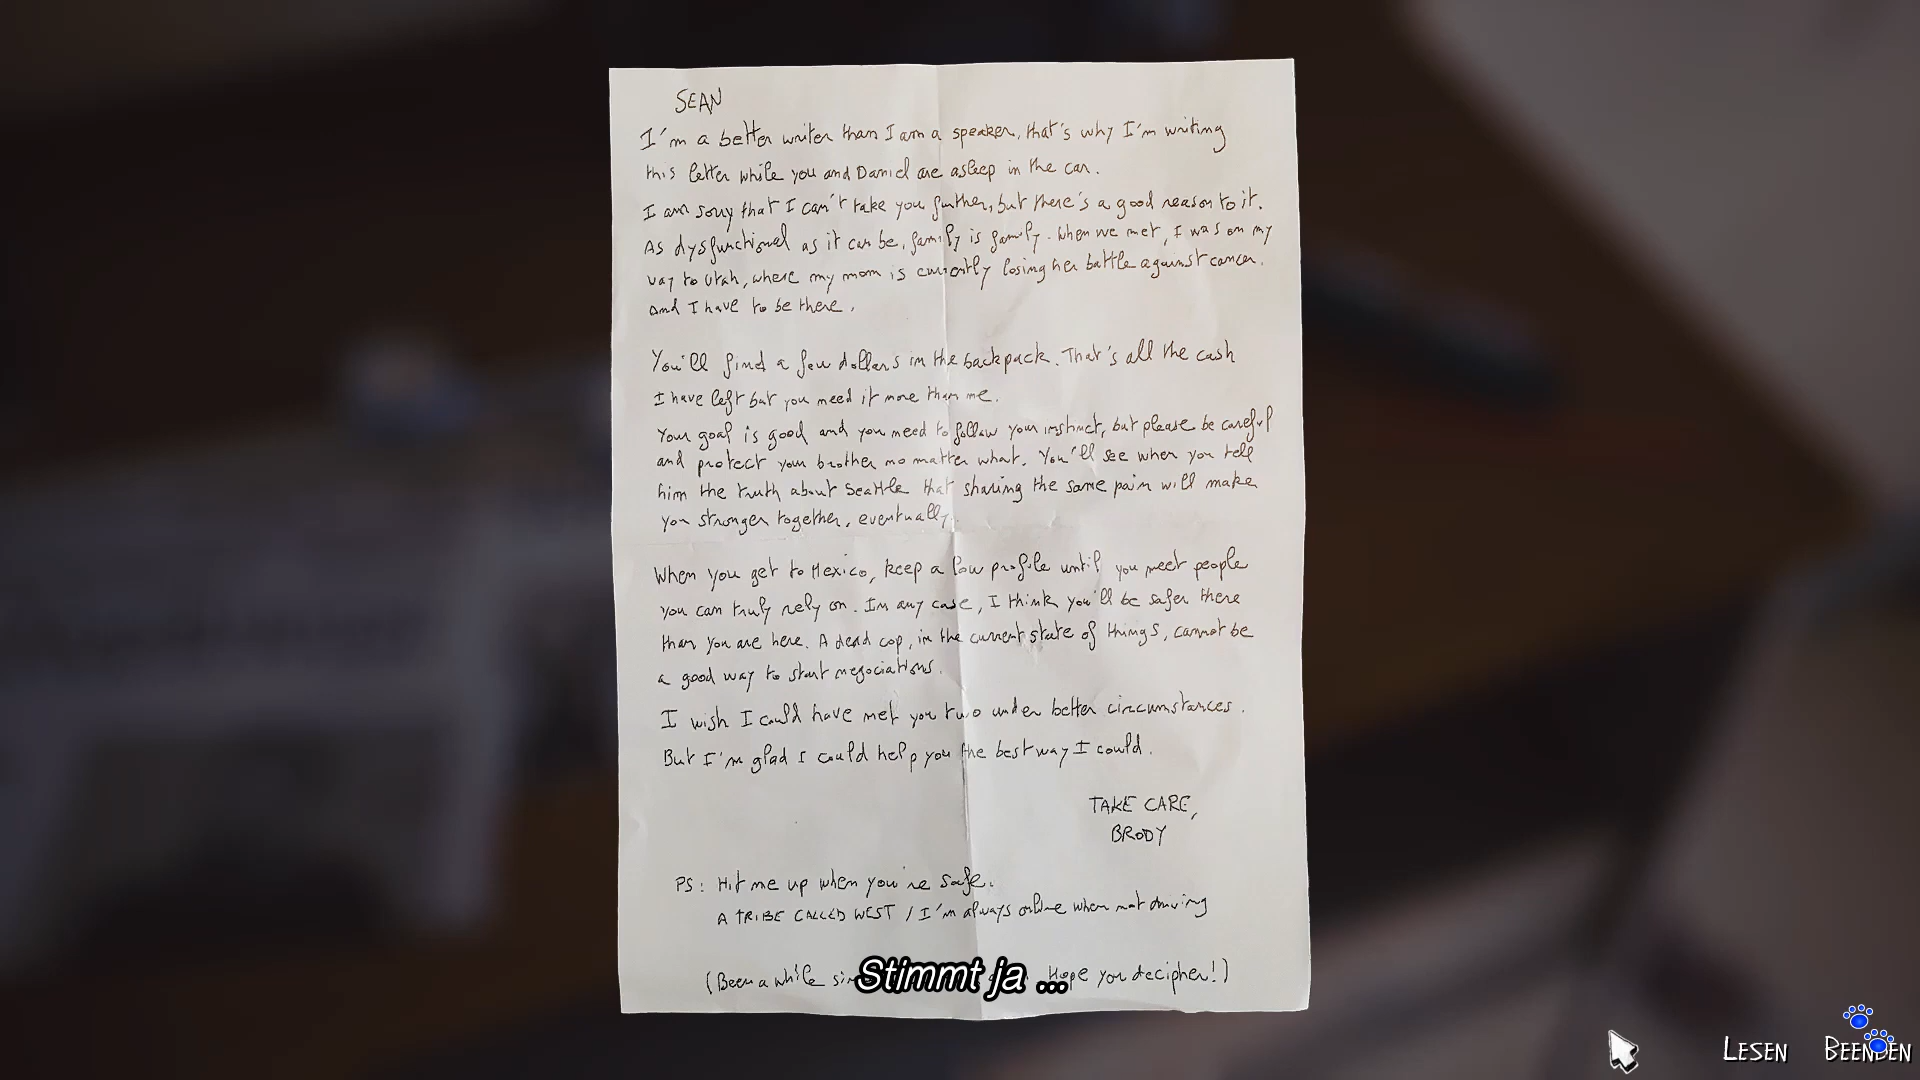 SEAN
I'm a better writer than I am a speaker, that's why I'm writing
this letter while you and Daniel are asleep in the car.
I am sorry that I can't take you further, but there's a good reason to it.
As dysfunctional as it can be, family is family. When we met, I was on my
way to Utah, where my mom is currently losing her battle against cancer.
and I have to be there.
You'll find a few dollars in the backpack. That's all the cash
I have left but you need it more than me.
Your goal is good and you need to follow your instinct, but please be careful
and protect your brother no matter what. You'll see when you tell
him the truth about Seattle that sharing the same pain will make
you stronger together, eventually.
When you get to Mexico, keep a low profile until you meet people
you can truly rely on. In any case, I think you'll be safer there
than you are here. A dead cop, in the current state of things, cannot be
a good way to start negociations.
I wish I could have met you two under better circumstances.
But I'm glad I could help you the best way I could.
TAKE CARE,
BRODY
PS: Hit me up when you're safe.
A TRIBE CALLED WEST / I'm always online when not driving
(Been a while Hope you decipher!)
Stimmt ja ...
LESEN BEENDEN